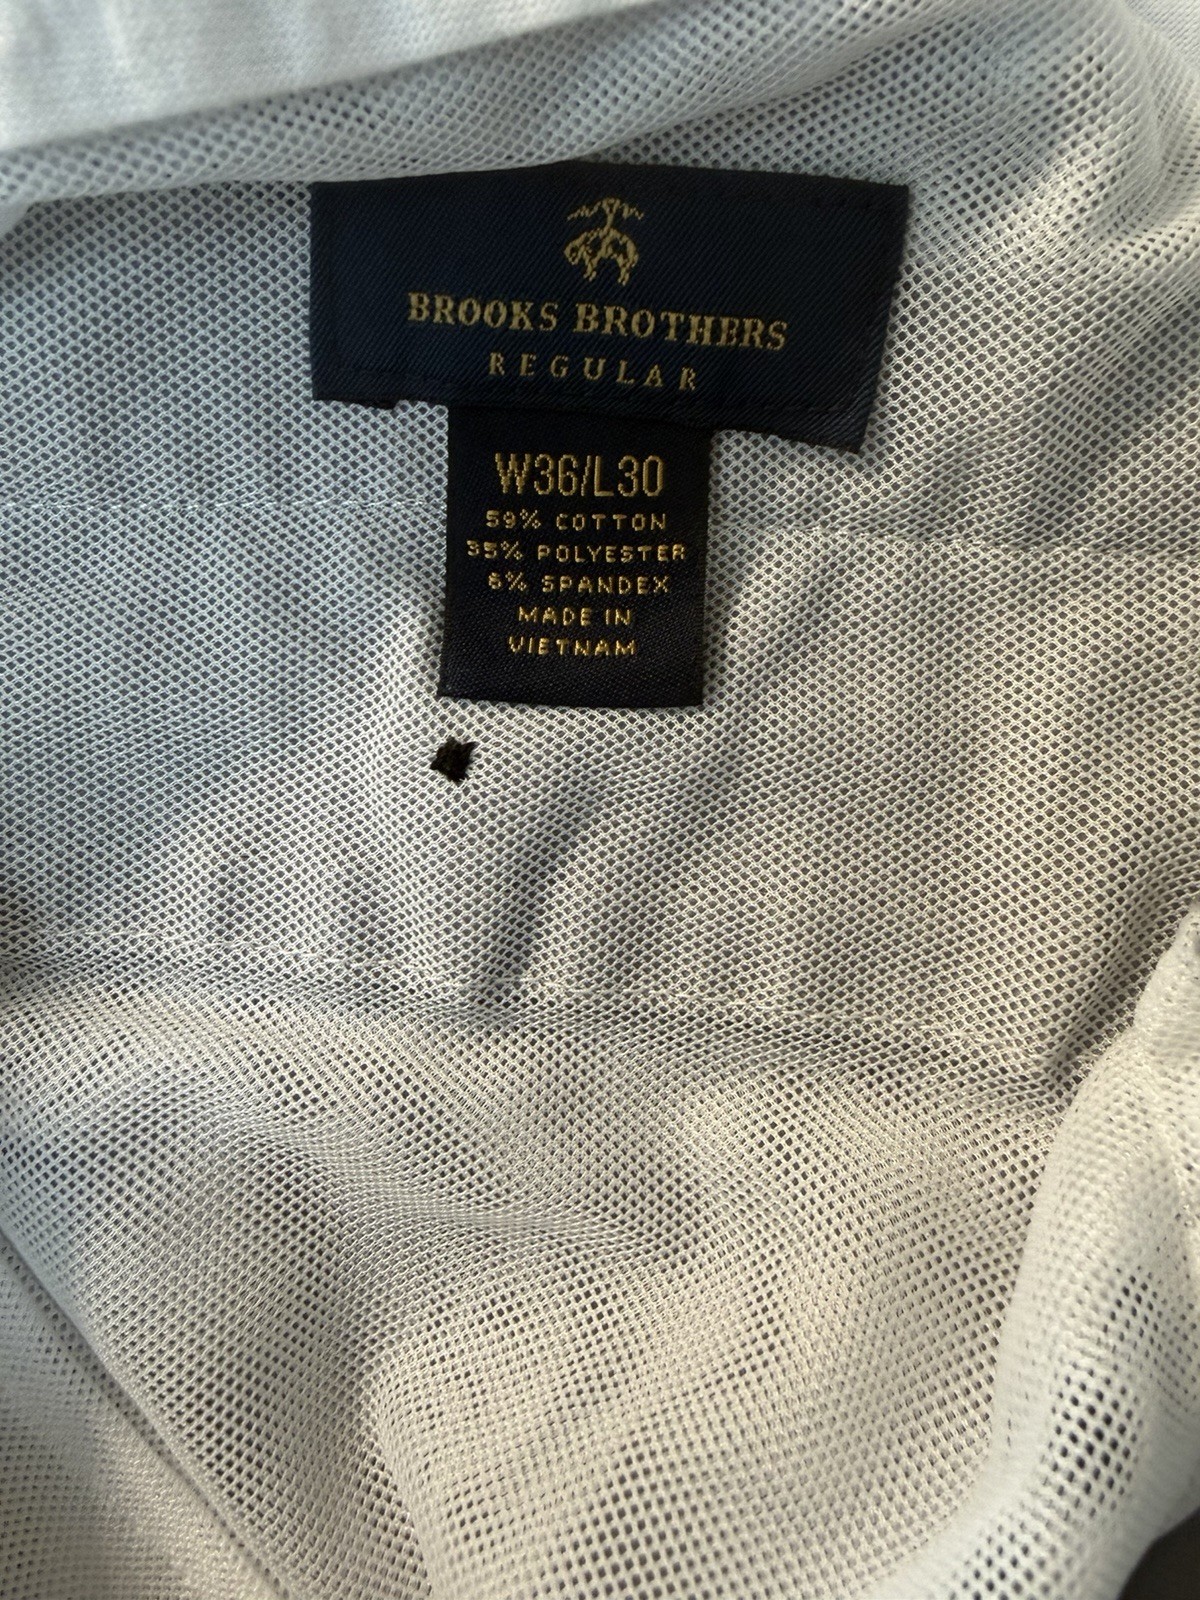 BROOKS BROTHERS
REGULAR
W36/L30
59% COTTON
35% POLYESTER
6% SPANDEX
MADE IN
VIETNAM